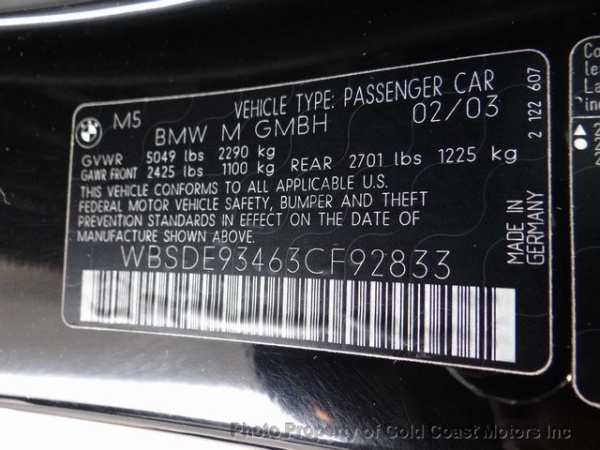 M5
VEHICLE TYPE: PASSENGER CAR
BMW M GMBH
02/03
GVWR 5049 lbs 2290 kg
GAWR FRONT 2425 lbs 1100 kg REAR 2701 lbs 1225 kg
THIS VEHICLE CONFORMS TO ALL APPLICABLE U.S.
FEDERAL MOTOR VEHICLE SAFETY, BUMPER AND THEFT
PREVENTION STANDARDS IN EFFECT ON THE DATE OF
MANUFACTURE SHOWN ABOVE.
WBSDE93463CF92833
2 122 607
MADE IN
GERMANY
Photo Property of Gold Coast Motors Inc